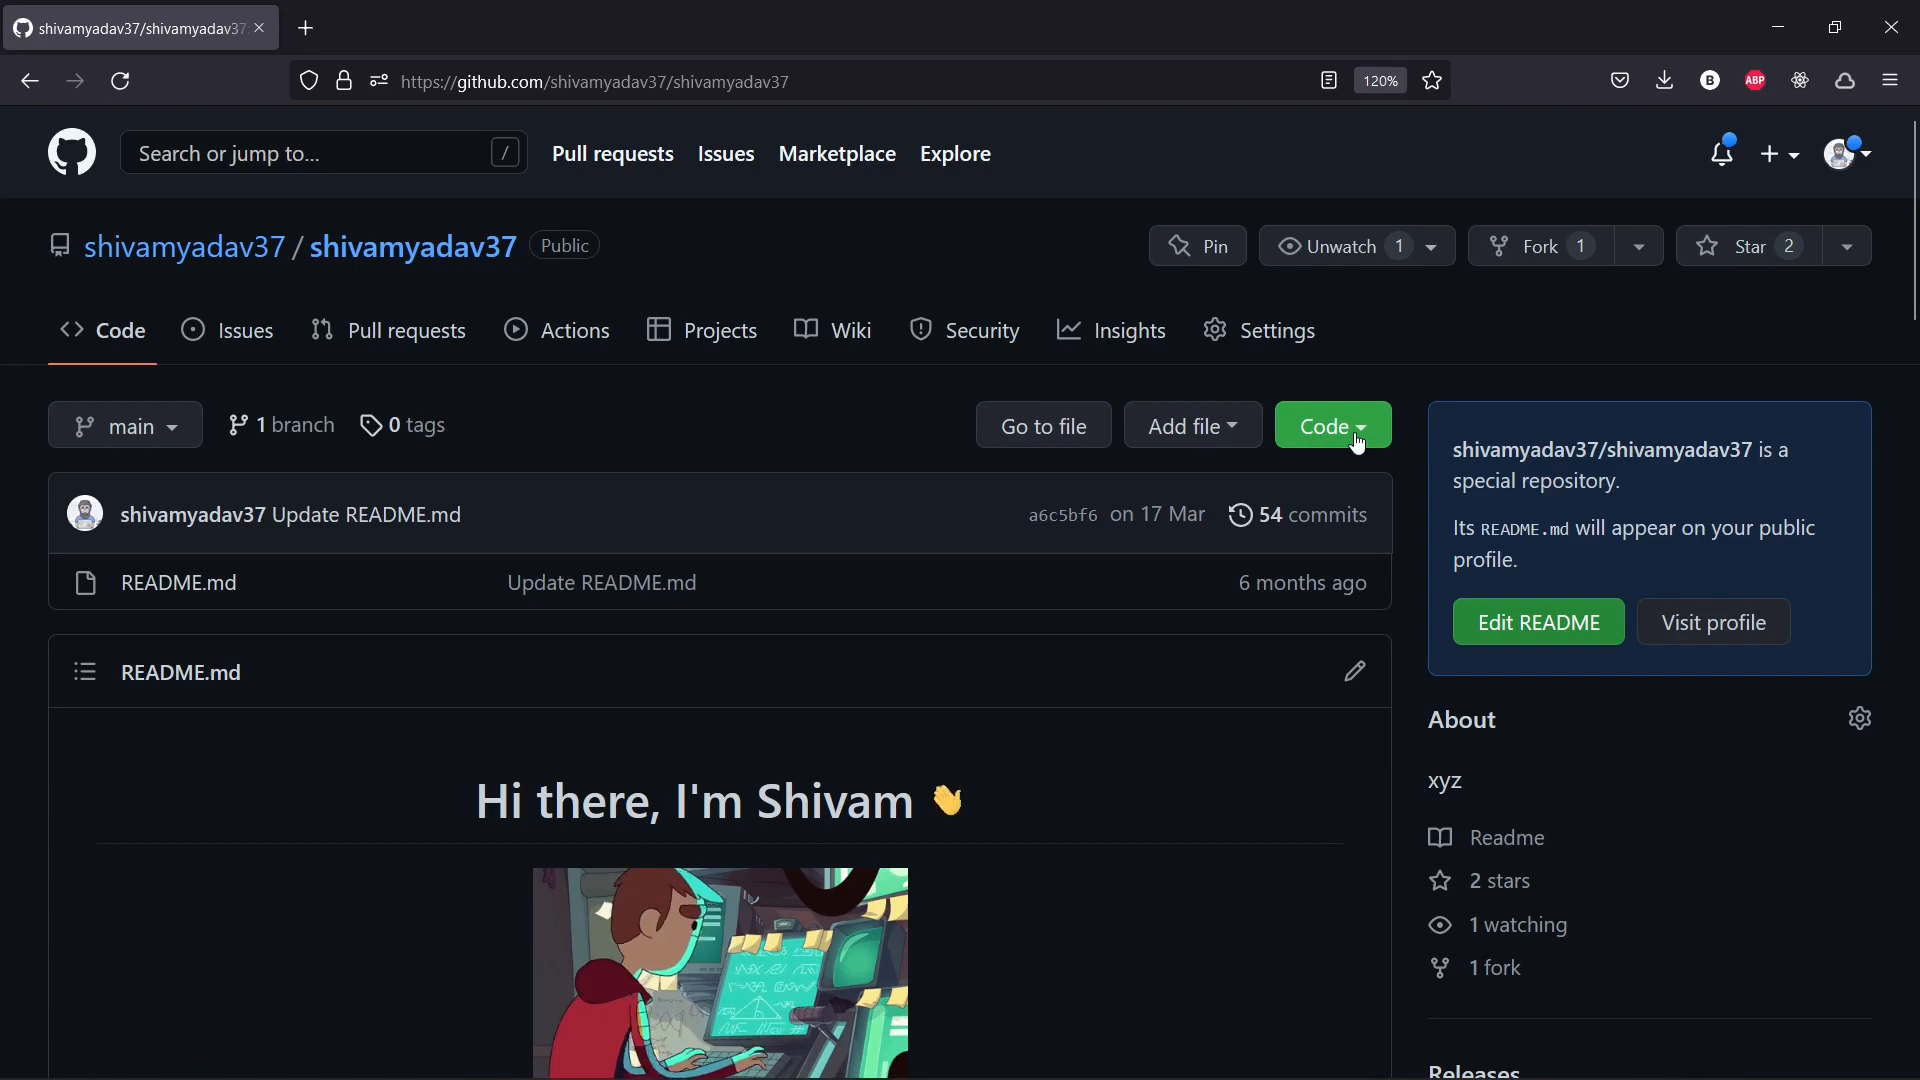 shivamyadav37/shivamyadav37:
https://github.com/shivamyadav37/shivamyadav37
120%
B
ABP
Search or jump to...
/
Pull requests
Issues
Marketplace
Explore
shivamyadav37 / shivamyadav37
Public
Pin
Unwatch 1
Fork 1
Star 2
Code
Issues
Pull requests
Actions
Projects
Wiki
Security
Insights
Settings
main
1 branch
0 tags
Go to file
Add file
Code
shivamyadav37 Update README.md
a6c5bf6 on 17 Mar
54 commits
README.md
Update README.md
6 months ago
README.md
Hi there, I'm Shivam 👋
shivamyadav37/shivamyadav37 is a
special repository.
Its README.md will appear on your public
profile.
Edit README
Visit profile
About
xyz
Readme
2 stars
1 watching
1 fork
Releases